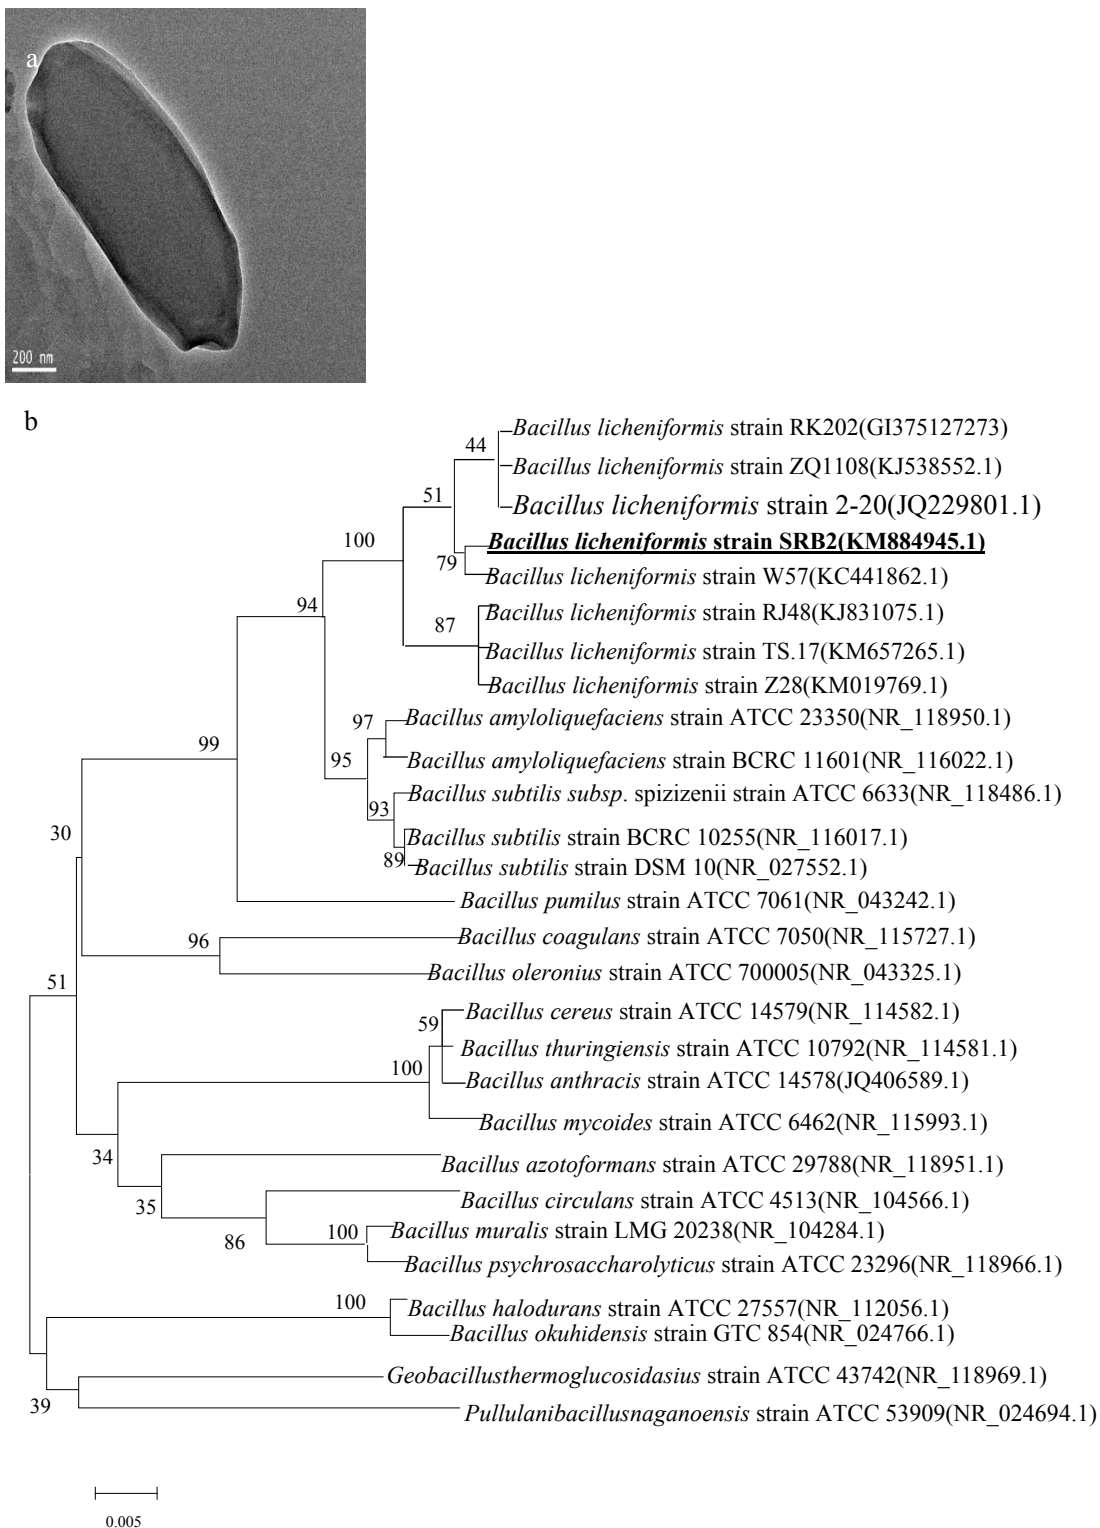 a
200 nm
b
Bacillus licheniformis strain RK202(GI375127273)
44
Bacillus licheniformis strain ZQ1108(KJ538552.1)
51
Bacillus licheniformis strain 2-20(JQ229801.1)
100
Bacillus licheniformis strain SRB2(KM884945.1)
79
Bacillus licheniformis strain W57(KC441862.1)
94
Bacillus licheniformis strain RJ48(KJ831075.1)
87
Bacillus licheniformis strain TS.17(KM657265.1)
Bacillus licheniformis strain Z28(KM019769.1)
97
Bacillus amyloliquefaciens strain ATCC 23350(NR_118950.1)
99
95
Bacillus amyloliquefaciens strain BCRC 11601(NR_116022.1)
Bacillus subtilis subsp. spizizenii strain ATCC 6633(NR_118486.1)
93
30
Bacillus subtilis strain BCRC 10255(NR_116017.1)
89
Bacillus subtilis strain DSM 10(NR_027552.1)
Bacillus pumilus strain ATCC 7061(NR_043242.1)
96
Bacillus coagulans strain ATCC 7050(NR_115727.1)
Bacillus oleronius strain ATCC 700005(NR_043325.1)
51
Bacillus cereus strain ATCC 14579(NR_114582.1)
59
Bacillus thuringiensis strain ATCC 10792(NR_114581.1)
100
Bacillus anthracis strain ATCC 14578(JQ406589.1)
Bacillus mycoides strain ATCC 6462(NR_115993.1)
34
Bacillus azotoformans strain ATCC 29788(NR_118951.1)
35
Bacillus circulans strain ATCC 4513(NR_104566.1)
86
100
Bacillus muralis strain LMG 20238(NR_104284.1)
Bacillus psychrosaccharolyticus strain ATCC 23296(NR_118966.1)
100
Bacillus halodurans strain ATCC 27557(NR_112056.1)
Bacillus okuhidensis strain GTC 854(NR_024766.1)
Geobacillusthermoglucosidasius strain ATCC 43742(NR_118969.1)
39
Pullulanibacillusnaganoensis strain ATCC 53909(NR_024694.1)
0.005